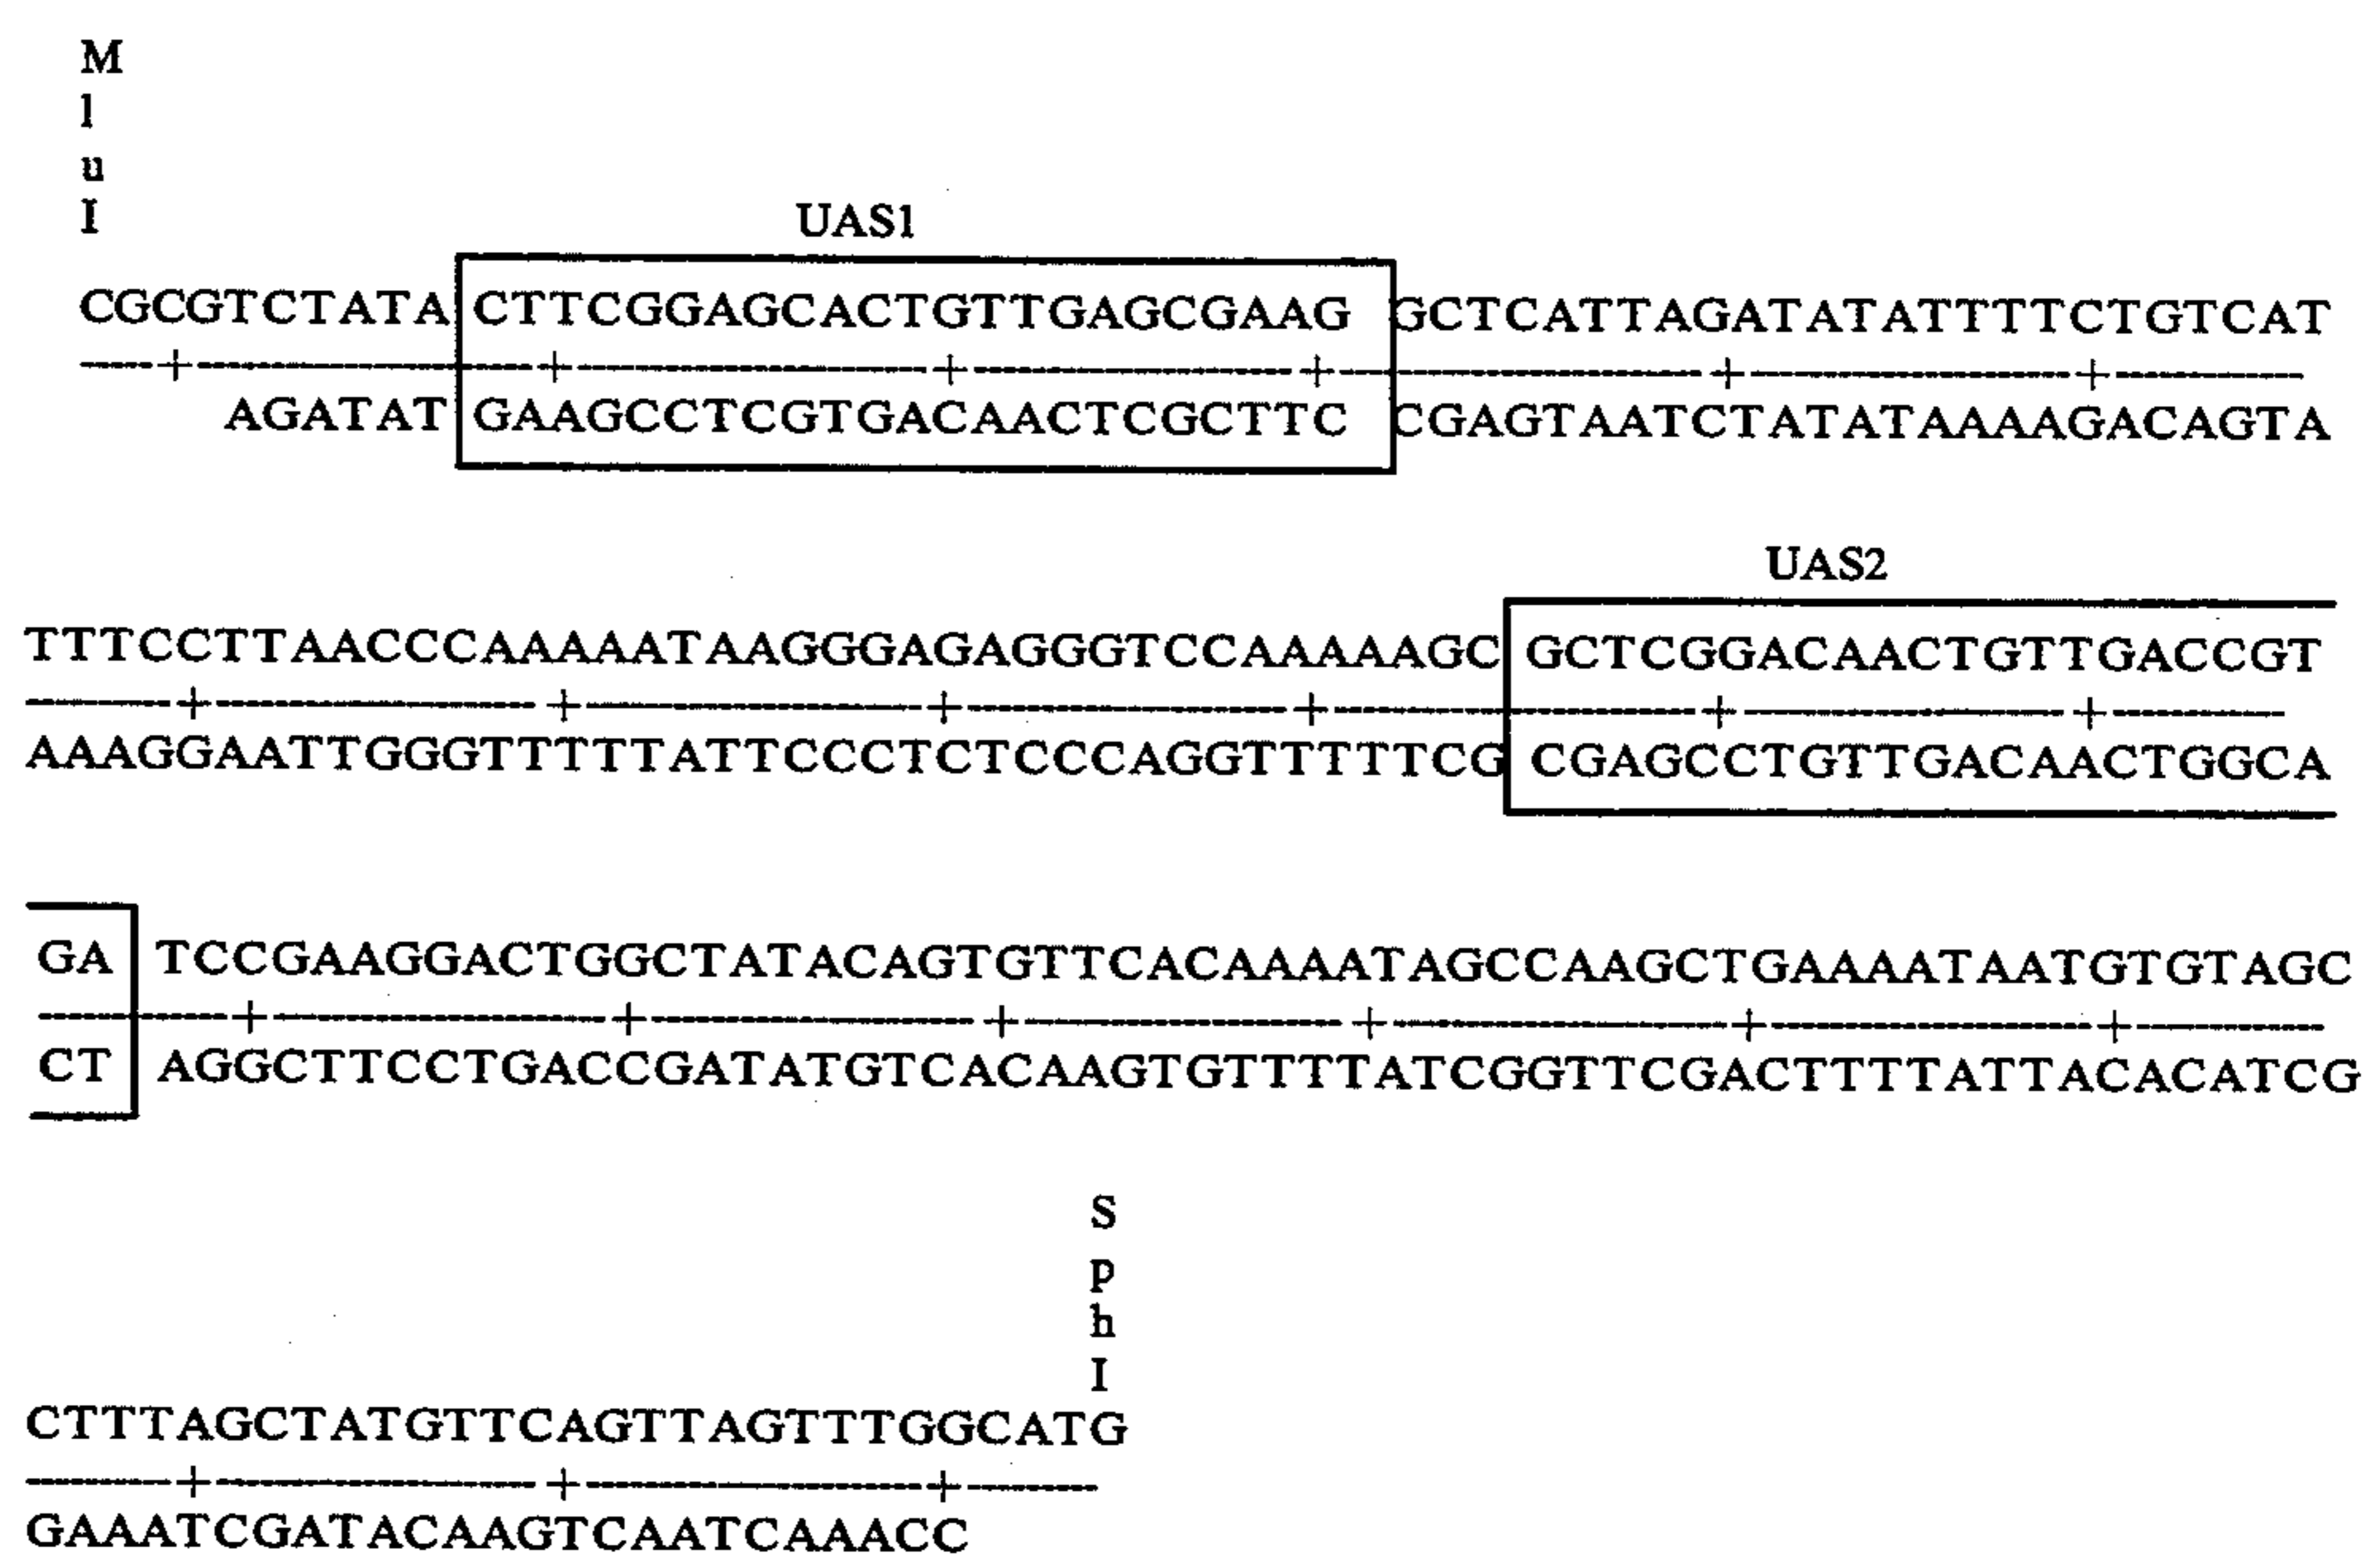 M
l
u
I
UAS1
CGCGTCTATA CTTCGGAGCACTGTTGAGCGAAG GCTCATTAGATATATTTTCTGTCAT
AGATAT GAAGCCTCGTGACAACTCGCTTC CGAGTAATCTATATAAAAGACAGTA
UAS2
TTTCCTTAACCCAAAAATAAGGGAGAGGGTCCAAAAAGC GCTCGGACAACTGTTGACCGT
AAAGGAATTGGGTTTTTATTCCCTCTCCCAGGTTTTTCG CGAGCCTGTTGACAACTGGCA
GA TCCGAAGGACTGGCTATACAGTGTTCACAAAATAGCCAAGCTGAAAATAATGTGTAGC
CT AGGCTTCCTGACCGATATGTCACAAGTGTTTTATCGGTTCGACTTTTATTACACATCG
S
p
h
I
CTTTAGCTATGTTCAGTTAGTTTGGCATG
GAAATCGATACAAGTCAATCAAACC